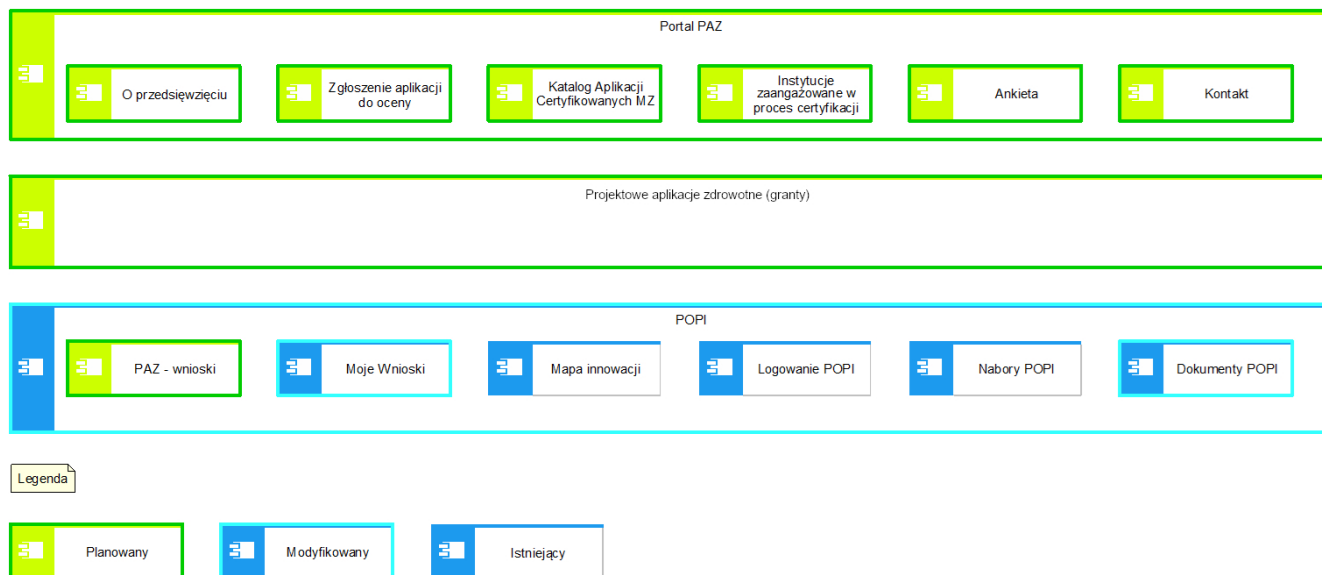 Portal PAZ
O przedsięwzięciu
Zgłoszenie aplikacji
do oceny
Katalog Aplikacji
Certyfikowanych MZ
Instytucje
zaangażowane w
proces certyfikacji
Ankieta
Kontakt
Projektowe aplikacje zdrowotne (granty)
POPI
PAZ - wnioski
Moje Wnioski
Mapa innowacji
Logowanie POPI
Nabory POPI
Dokumenty POPI
Legenda
Planowany
Modyfikowany
Istniejący